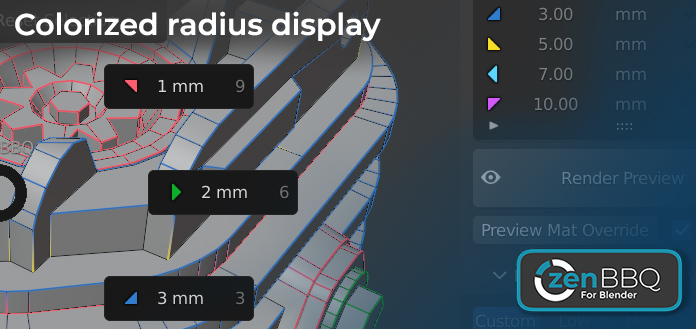 Colorized radius display
3.00 mm
5.00 mm
7.00 mm
10.00 mm
1 mm 9
BBQ
2 mm 6
3 mm 3
Render Preview
Preview Mat Override
Custom
zenBBQ
For Blender